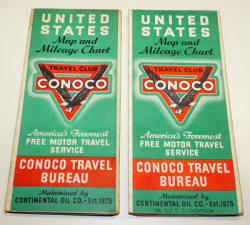 UNITED
STATES
Map and
Mileage Chart
TRAVEL CLUB
CONOCO
America's Foremost
FREE MOTOR TRAVEL
SERVICE
CONOCO TRAVEL
BUREAU
Maintained by
CONTINENTAL OIL CO.-Est.1875
UNITED
STATES
Map and
Mileage Chart
TRAVEL CLUB
CONOCO
America's Foremost
FREE MOTOR TRAVEL
SERVICE
CONOCO TRAVEL
BUREAU
Maintained by
CONTINENTAL OIL CO.-Est.1875